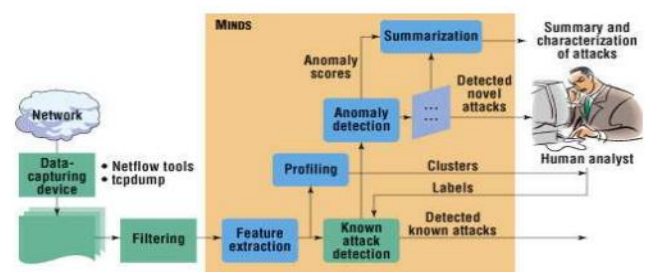 MINDS
Summarization
Summary and
characterization
of attacks
Anomaly
scores
Network
Anomaly
detection
...
...
Detected
novel
attacks
Human analyst
Data-
capturing
device
• Netflow tools
• tcpdump
Profiling
Clusters
Labels
Filtering
Feature
extraction
Known
attack
detection
Detected
known attacks